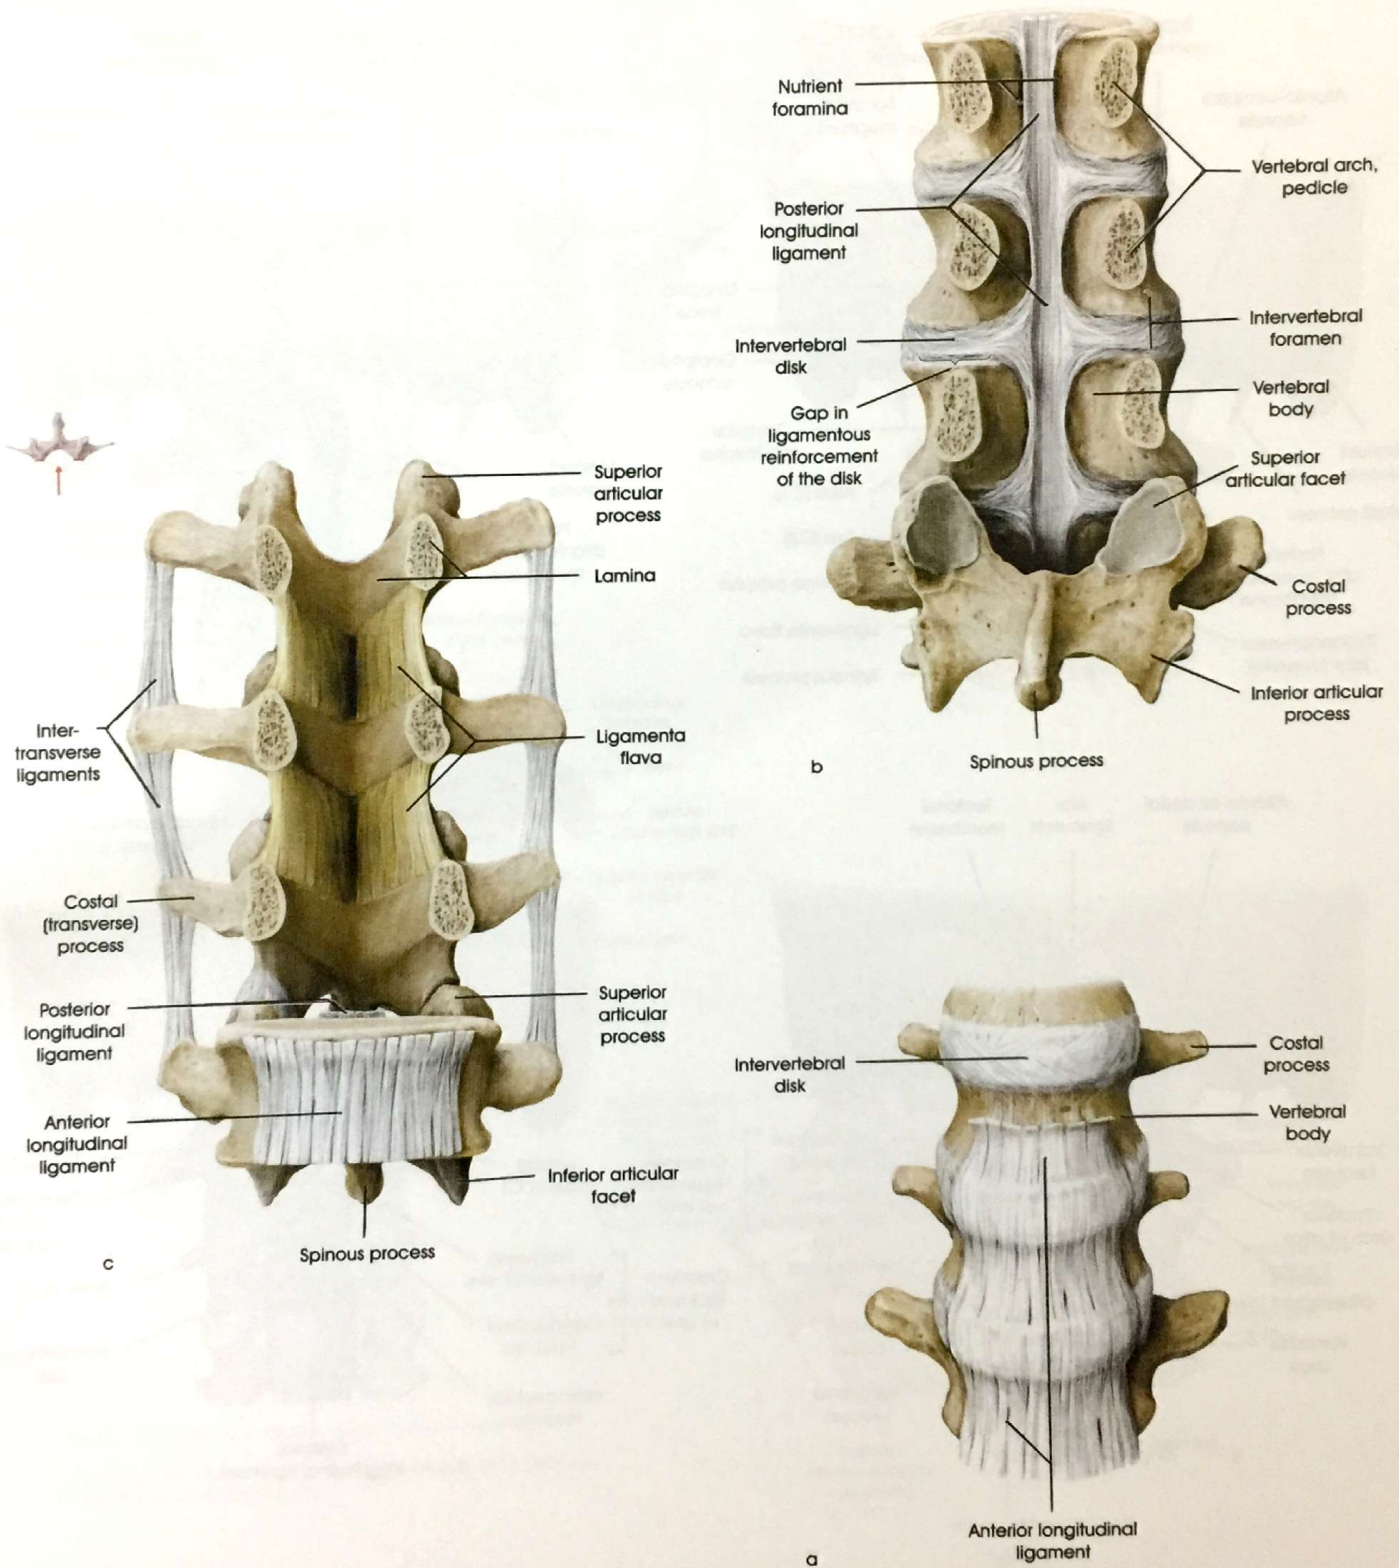 Nutrient
foramina
Vertebral arch,
pedicle
Posterior
longitudinal
ligament
Intervertebral
foramen
Intervertebral
disk
Vertebral
body
Gap in
ligamentous
reinforcement
of the disk
Superior
articular facet
Costal
process
Inferior articular
process
Spinous process
b
Superior
articular
process
Lamina
Inter-
transverse
ligaments
Ligamenta
flava
Costal
(transverse)
process
Posterior
longitudinal
ligament
Superior
articular
process
Anterior
longitudinal
ligament
Inferior articular
facet
Spinous process
c
Intervertebral
disk
Costal
process
Vertebral
body
Anterior longitudinal
ligament
a